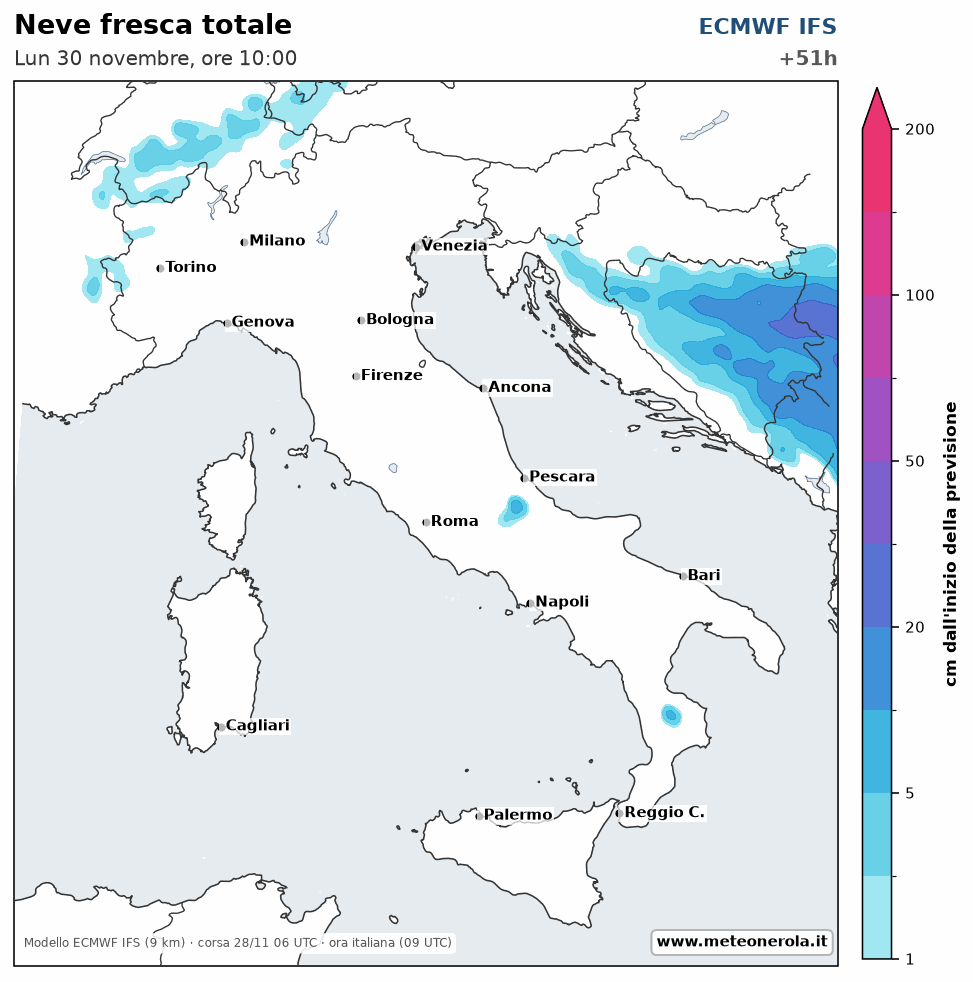 Neve fresca totale
ECMWF IFS
Lun 30 novembre, ore 10:00
+51h
Milano
Venezia
Torino
Genova
Bologna
Firenze
Ancona
Pescara
Roma
Bari
Napoli
Cagliari
Palermo
Reggio C.
200
100
50
20
5
1
cm dall'inizio della previsione
Modello ECMWF IFS (9 km) · corsa 28/11 06 UTC · ora italiana (09 UTC)
www.meteonerola.it